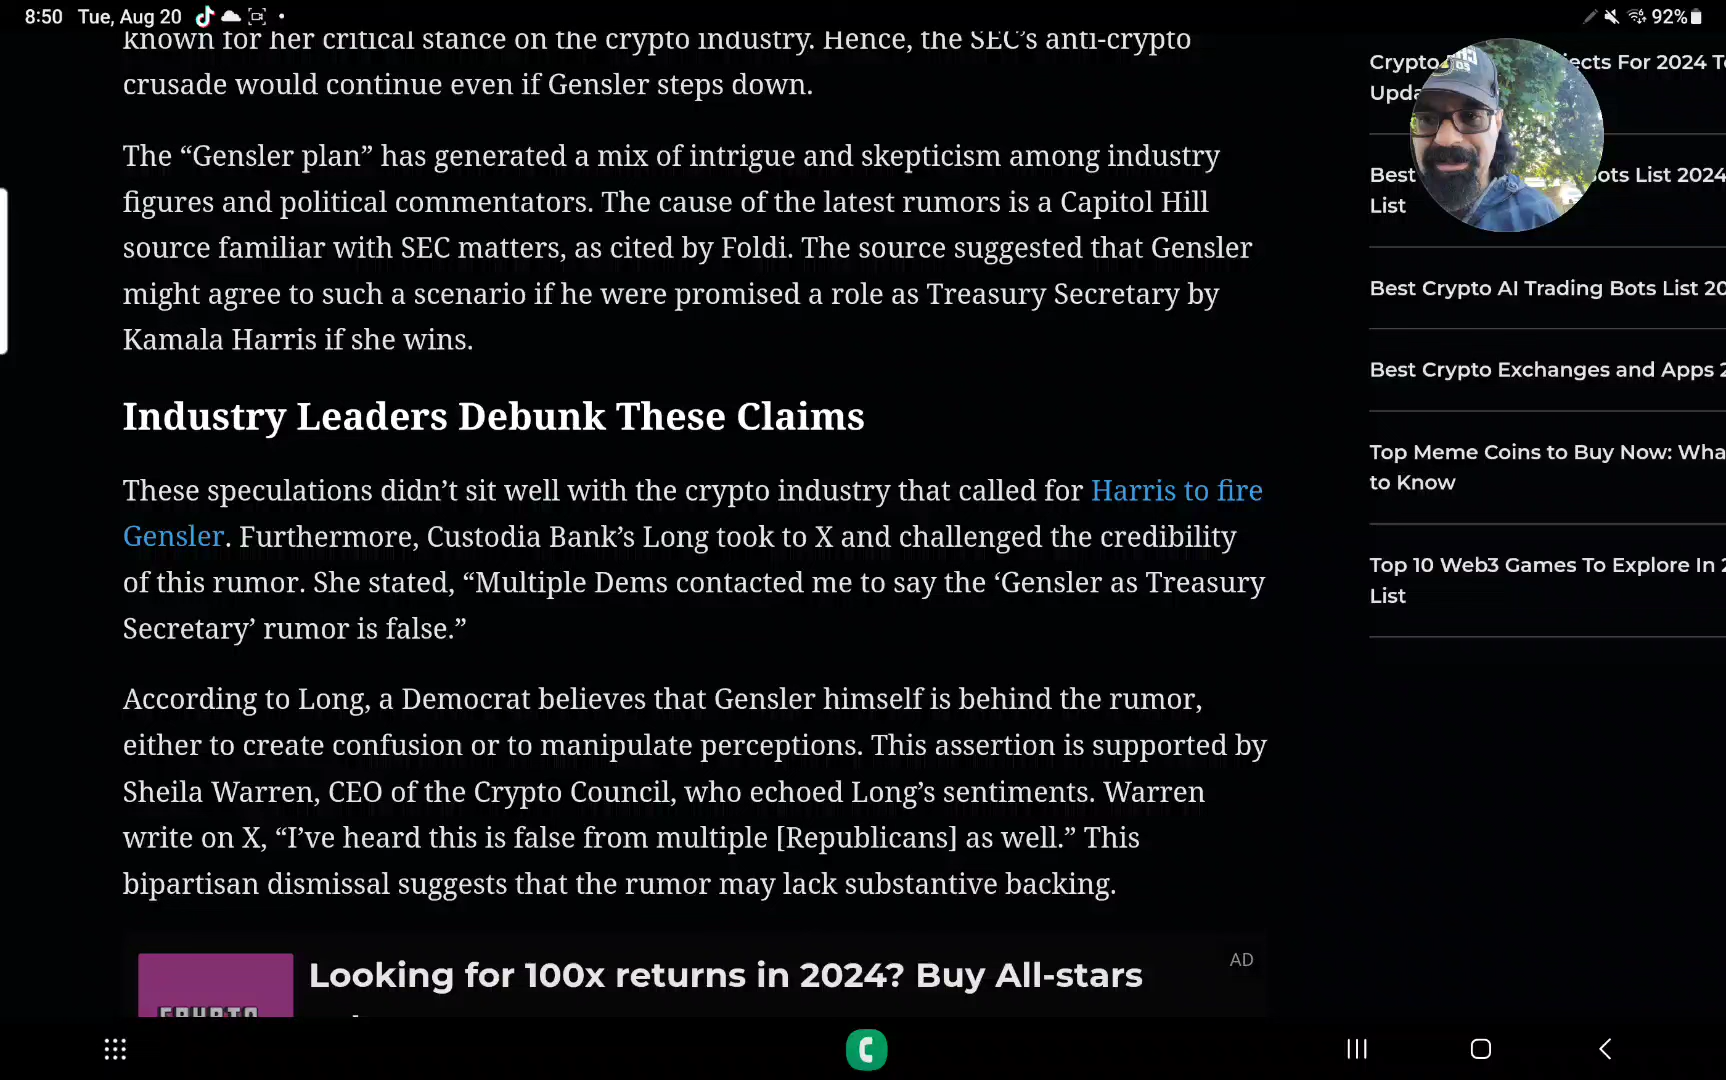 8:50 Tue, Aug 20
92%
known for her critical stance on the crypto industry. Hence, the SEC’s anti-crypto
crusade would continue even if Gensler steps down.
The “Gensler plan” has generated a mix of intrigue and skepticism among industry
figures and political commentators. The cause of the latest rumors is a Capitol Hill
source familiar with SEC matters, as cited by Foldi. The source suggested that Gensler
might agree to such a scenario if he were promised a role as Treasury Secretary by
Kamala Harris if she wins.
Industry Leaders Debunk These Claims
These speculations didn’t sit well with the crypto industry that called for Harris to fire
Gensler. Furthermore, Custodia Bank’s Long took to X and challenged the credibility
of this rumor. She stated, “Multiple Dems contacted me to say the ‘Gensler as Treasury
Secretary’ rumor is false.”
According to Long, a Democrat believes that Gensler himself is behind the rumor,
either to create confusion or to manipulate perceptions. This assertion is supported by
Sheila Warren, CEO of the Crypto Council, who echoed Long’s sentiments. Warren
write on X, “I’ve heard this is false from multiple [Republicans] as well.” This
bipartisan dismissal suggests that the rumor may lack substantive backing.
AD
Looking for 100x returns in 2024? Buy All-stars
CRYPTO
Crypto
For 2024
Best
List 2024
List
Best Crypto AI Trading Bots List 20
Best Crypto Exchanges and Apps 2
Top Meme Coins to Buy Now: Wha
to Know
Top 10 Web3 Games To Explore In 2
List